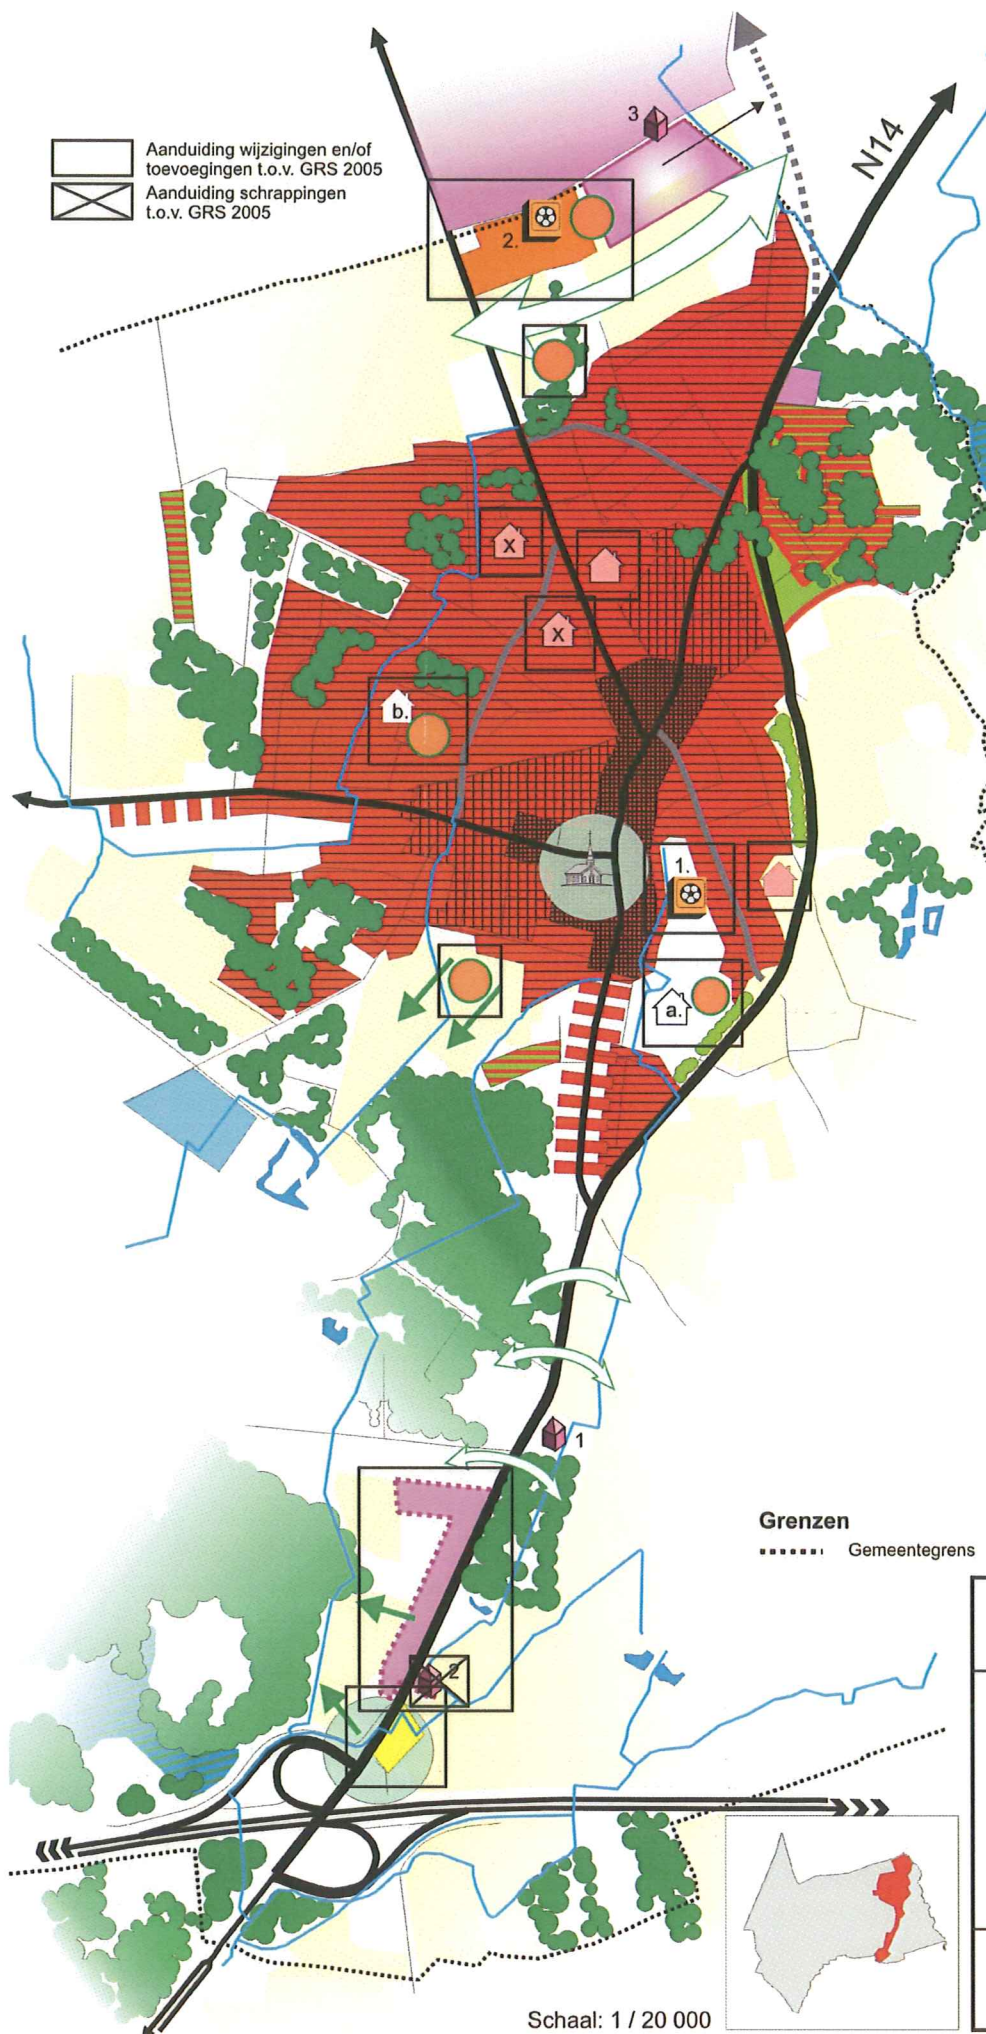 Aanduiding wijzigingen en/of
toevoegingen t.o.v. GRS 2005
Aanduiding schrappingen
t.o.v. GRS 2005
3
N14
2.
x
x
b.
1.
a.
1
2
Grenzen
Gemeentegrens
Schaal: 1 / 20 000